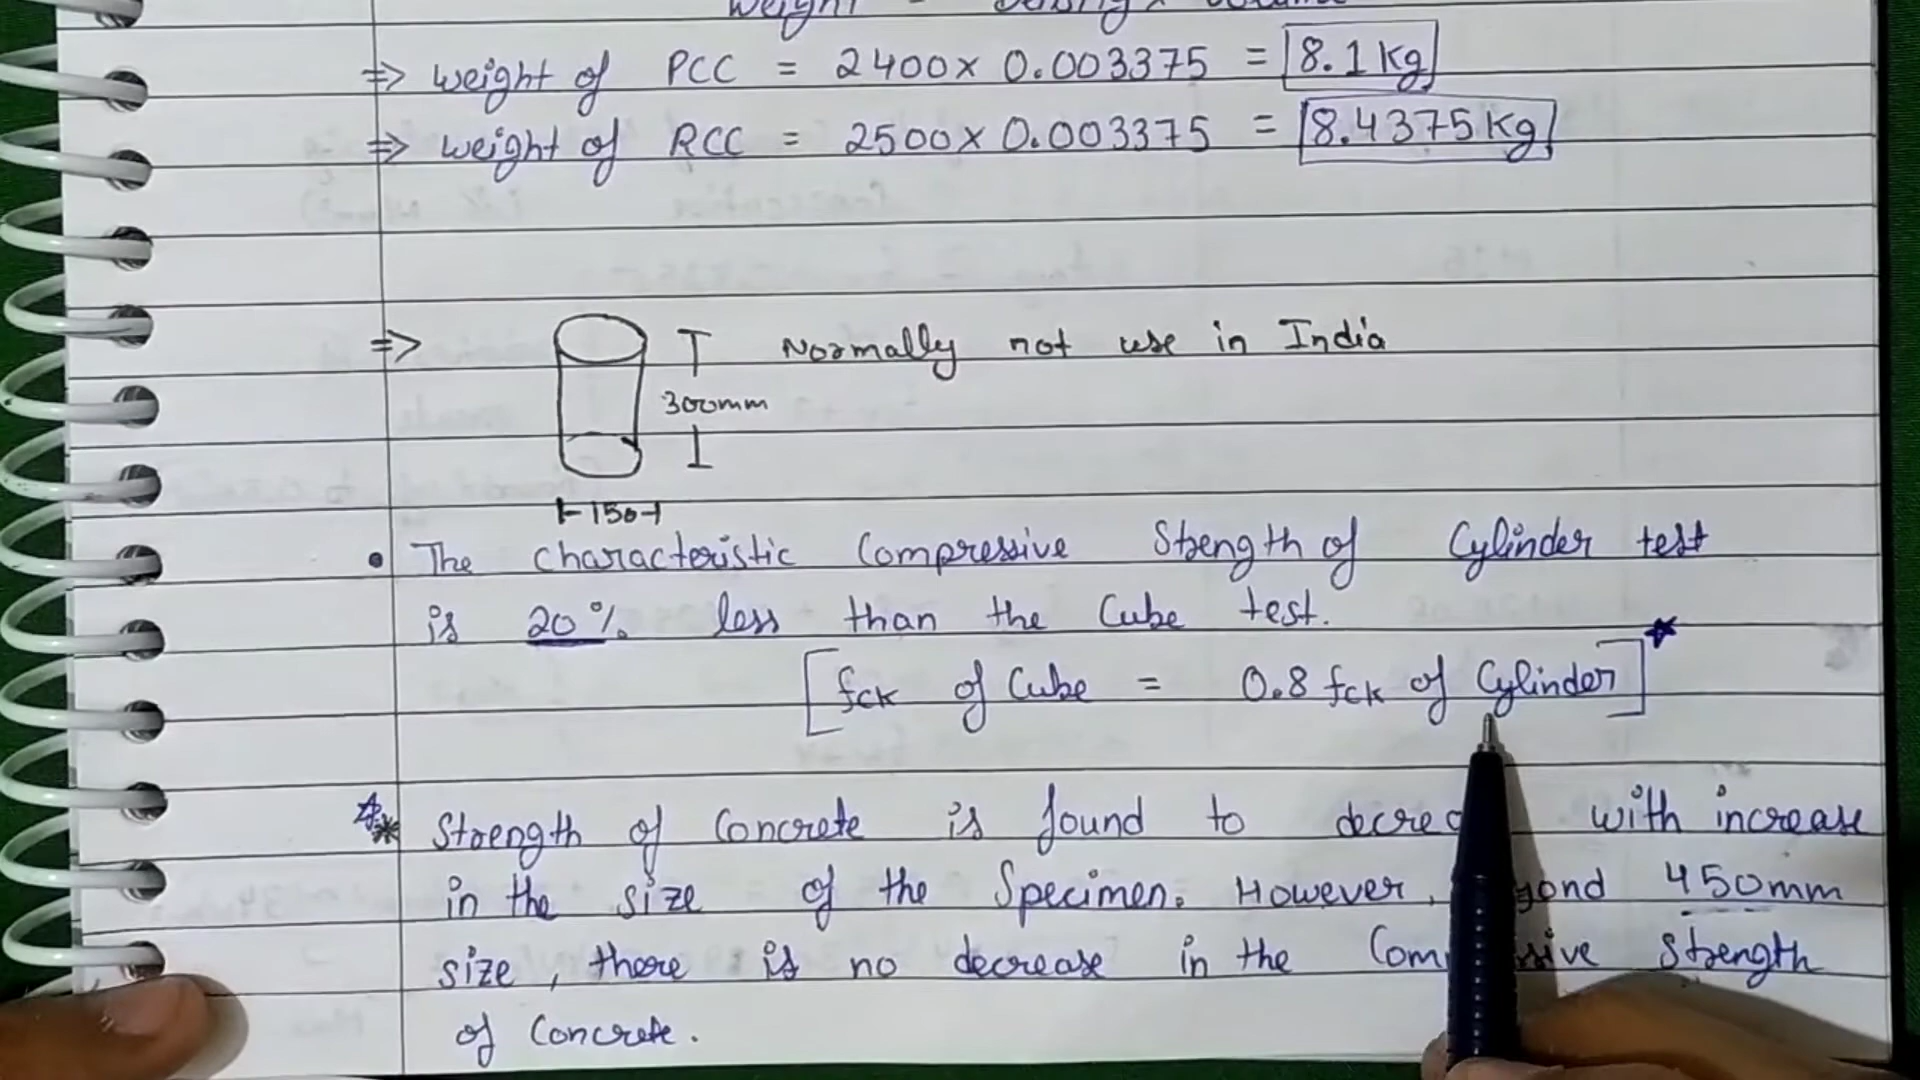 Weight = Density x Volume
=> weight of PCC = 2400 x 0.003375 = 8.1 kg
=> weight of RCC = 2500 x 0.003375 = 8.4375 kg
=> Normally not use in India
300mm
150
• The characteristic Compressive Strength of Cylinder test
is 20% less than the Cube test.
[fck of Cube = 0.8 fck of Cylinder]*
** Strength of Concrete is found to with increase
in the size of the Specimen. However, 450mm
size, there is no decrease in the strength
of Concrete.